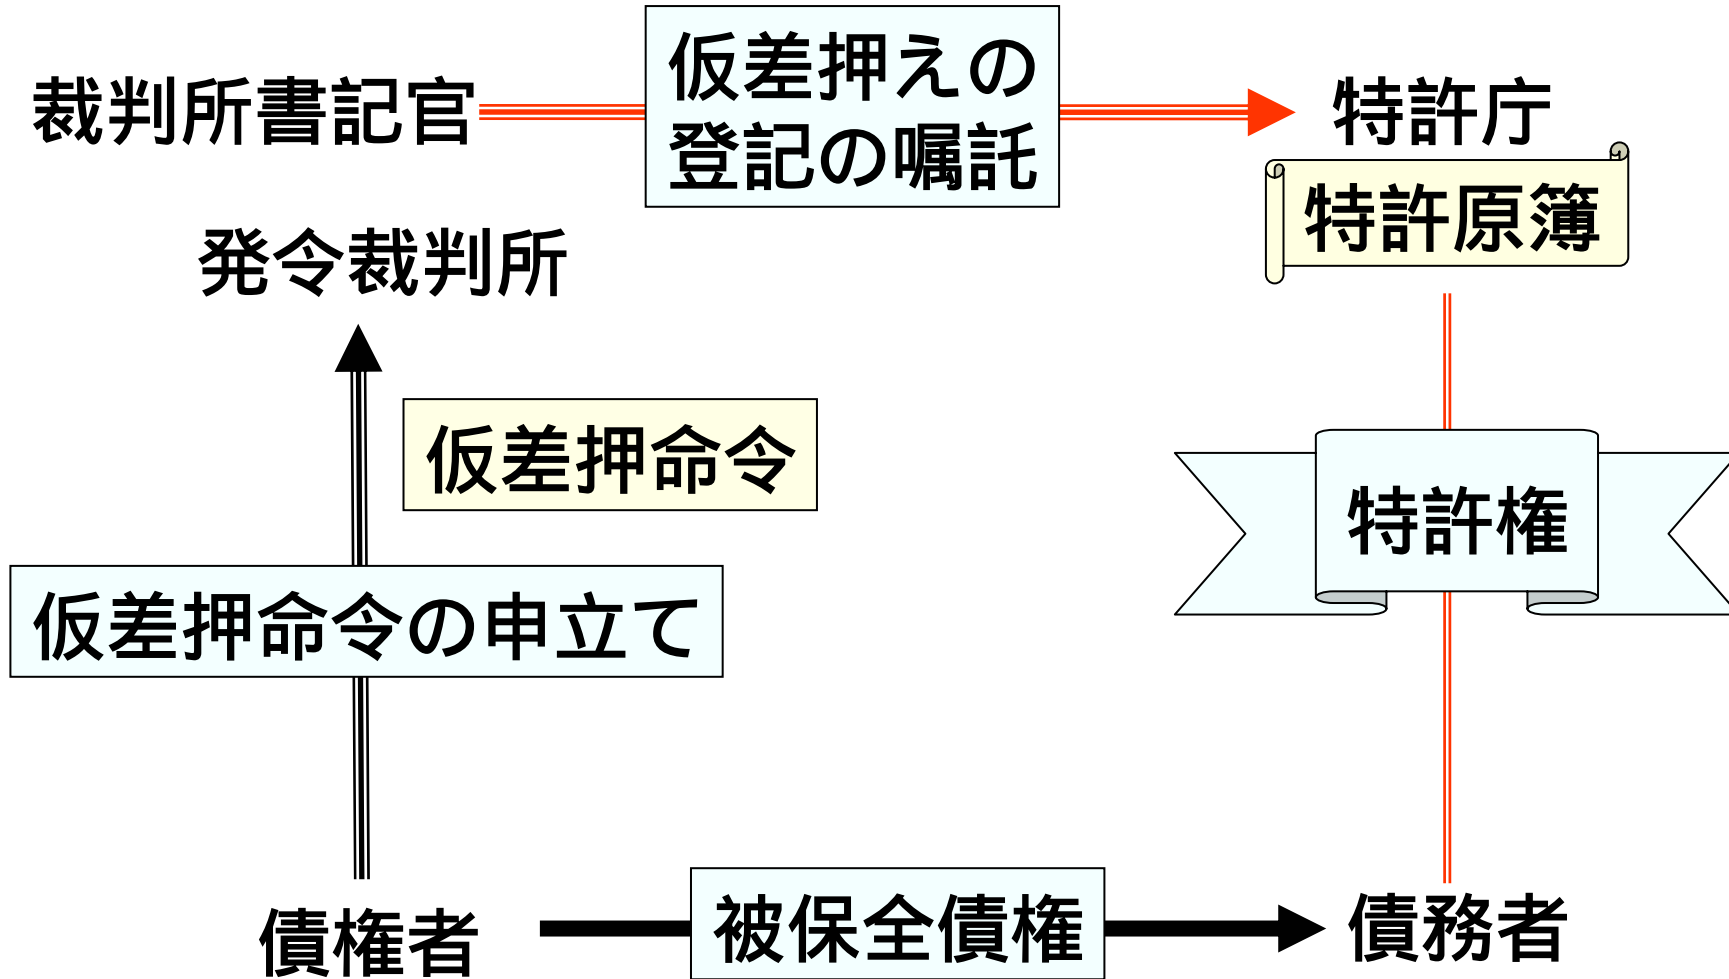 裁判所書記官
仮差押えの
登記の嘱託
特許庁
特許原簿
発令裁判所
仮差押命令
特許権
仮差押命令の申立て
債権者
被保全債権
債務者